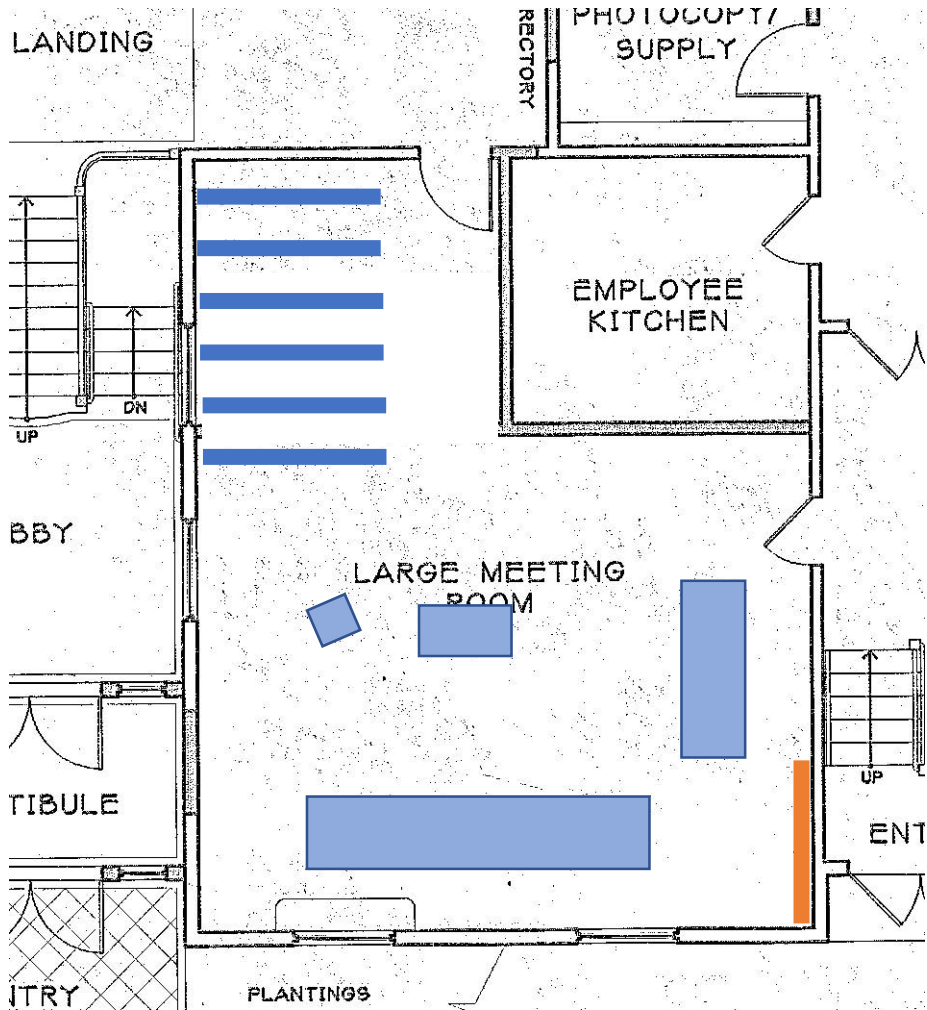 LANDING
RECTORY
PHOTOCOPY/
SUPPLY
EMPLOYEE
KITCHEN
DN
UP
BBY
LARGE MEETING
ROOM
UP
TIBULE
ENT
NTRY
PLANTINGS